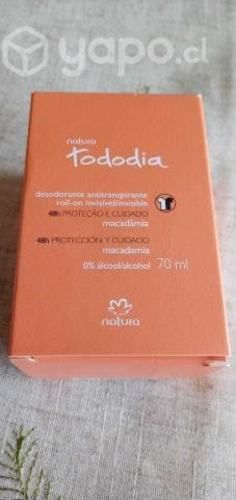 yapo.cl
natura
tododia
desodorante antitranspirante
roll-on invisível/invisible
48h PROTEÇÃO E CUIDADO
macadâmia
48h PROTECCIÓN Y CUIDADO
macadamia
0% álcool/alcohol 70 ml
natura